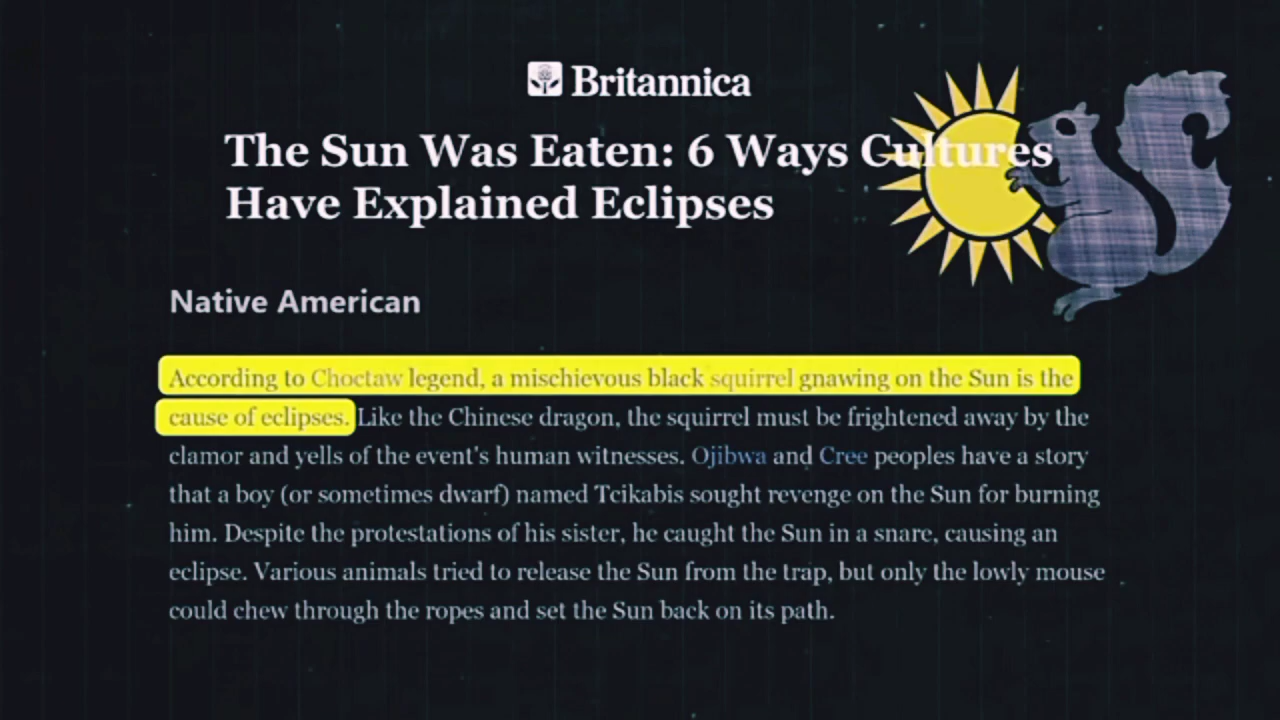 Britannica
The Sun Was Eaten: 6 Ways Cultures
Have Explained Eclipses
Native American
According to Choctaw legend, a mischievous black squirrel gnawing on the Sun is the
cause of eclipses. Like the Chinese dragon, the squirrel must be frightened away by the
clamor and yells of the event's human witnesses. Ojibwa and Cree peoples have a story
that a boy (or sometimes dwarf) named Tcikabis sought revenge on the Sun for burning
him. Despite the protestations of his sister, he caught the Sun in a snare, causing an
eclipse. Various animals tried to release the Sun from the trap, but only the lowly mouse
could chew through the ropes and set the Sun back on its path.